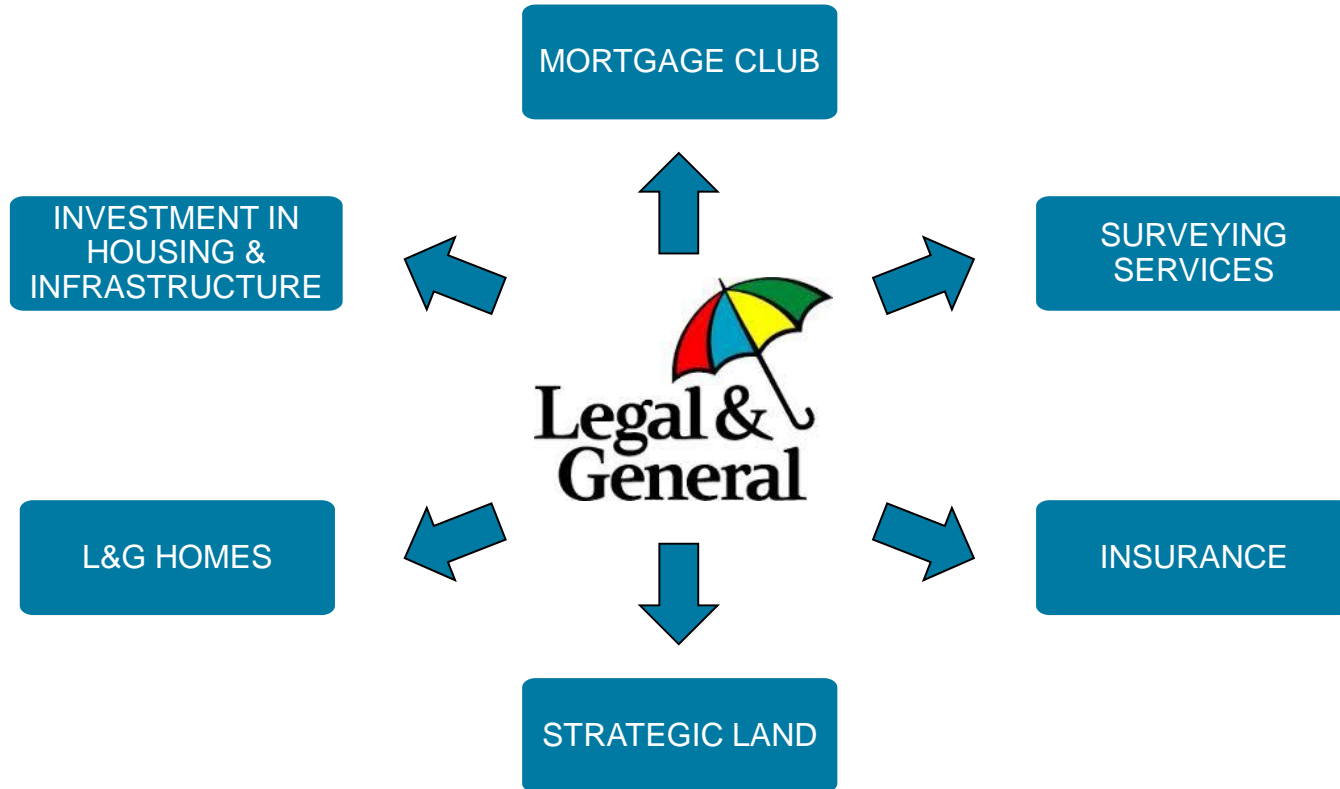 MORTGAGE CLUB
INVESTMENT IN
HOUSING &
INFRASTRUCTURE
SURVEYING
SERVICES
Legal &
General
L&G HOMES
INSURANCE
STRATEGIC LAND